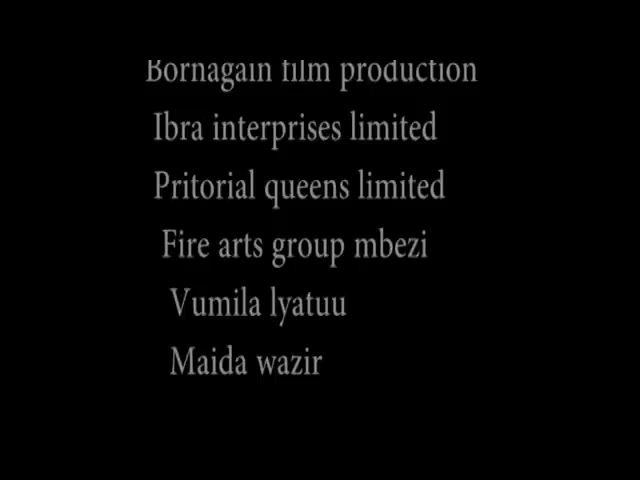 Bornagain film production
Ibra interprises limited
Pritorial queens limited
Fire arts group mbezi
Vumila lyatuu
Maida wazir